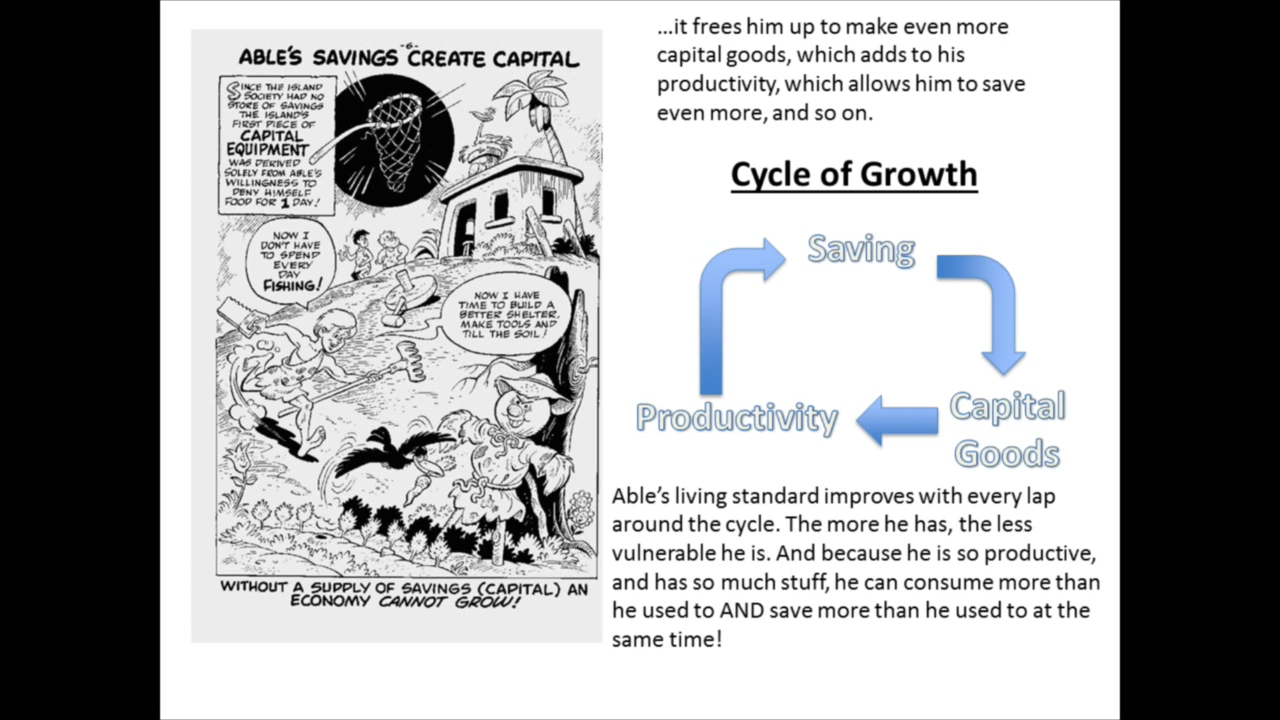 -6-
ABLE'S SAVINGS CREATE CAPITAL
SINCE THE ISLAND
SOCIETY HAD NO
STORE OF SAVINGS
THE ISLAND'S
FIRST PIECE OF
CAPITAL
EQUIPMENT
WAS DERIVED
SOLELY FROM ABLE'S
WILLINGNESS TO
DENY HIMSELF
FOOD FOR 1 DAY!
NOW I
DON'T HAVE
TO SPEND
EVERY
DAY
FISHING!
NOW I HAVE
TIME TO BUILD A
BETTER SHELTER,
MAKE TOOLS AND
TILL THE SOIL!
WITHOUT A SUPPLY OF SAVINGS (CAPITAL) AN
ECONOMY CANNOT GROW!
...it frees him up to make even more
capital goods, which adds to his
productivity, which allows him to save
even more, and so on.
Cycle of Growth
Saving
Capital
Goods
Productivity
Able's living standard improves with every lap
around the cycle. The more he has, the less
vulnerable he is. And because he is so productive,
and has so much stuff, he can consume more than
he used to AND save more than he used to at the
same time!